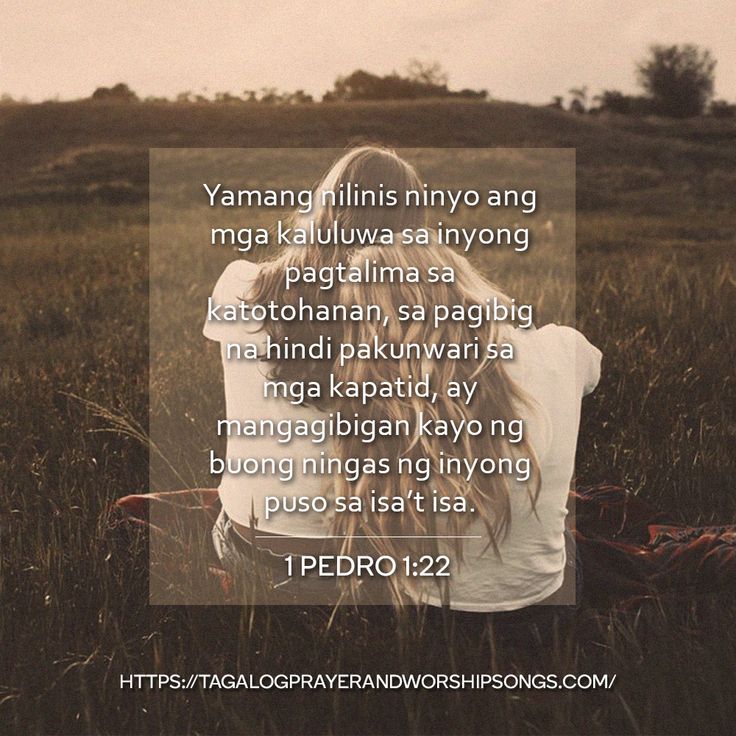 Yamang nilinis ninyo ang
mga kaluluwa sa inyong
pagtalima sa
katotohanan, sa pagibig
na hindi pakunwari sa
mga kapatid, ay
mangagibigan kayo ng
buong ningas ng inyong
puso sa isa't isa.
1 PEDRO 1:22
HTTPS://TAGALOGPRAYERANDWORSHIPSONGS.COM/